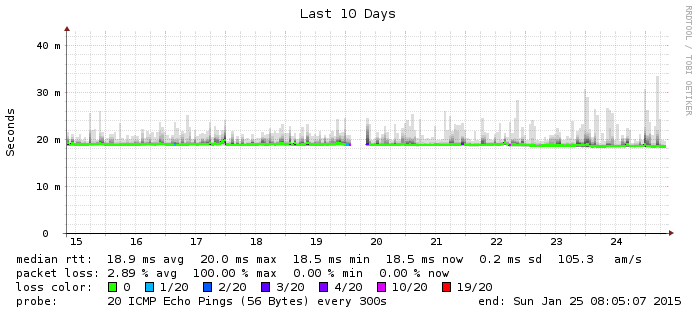 Last 10 Days
RRDTOOL / TOBI OETIKER
Seconds
40 m
30 m
20 m
10 m
0
15 16 17 18 19 20 21 22 23 24
median rtt: 18.9 ms avg 20.0 ms max 18.5 ms min 18.5 ms now 0.2 ms sd 105.3 am/s
packet loss: 2.89 % avg 100.00 % max 0.00 % min 0.00 % now
loss color: 0 1/20 2/20 3/20 4/20 10/20 19/20
probe: 20 ICMP Echo Pings (56 Bytes) every 300s end: Sun Jan 25 08:05:07 2015